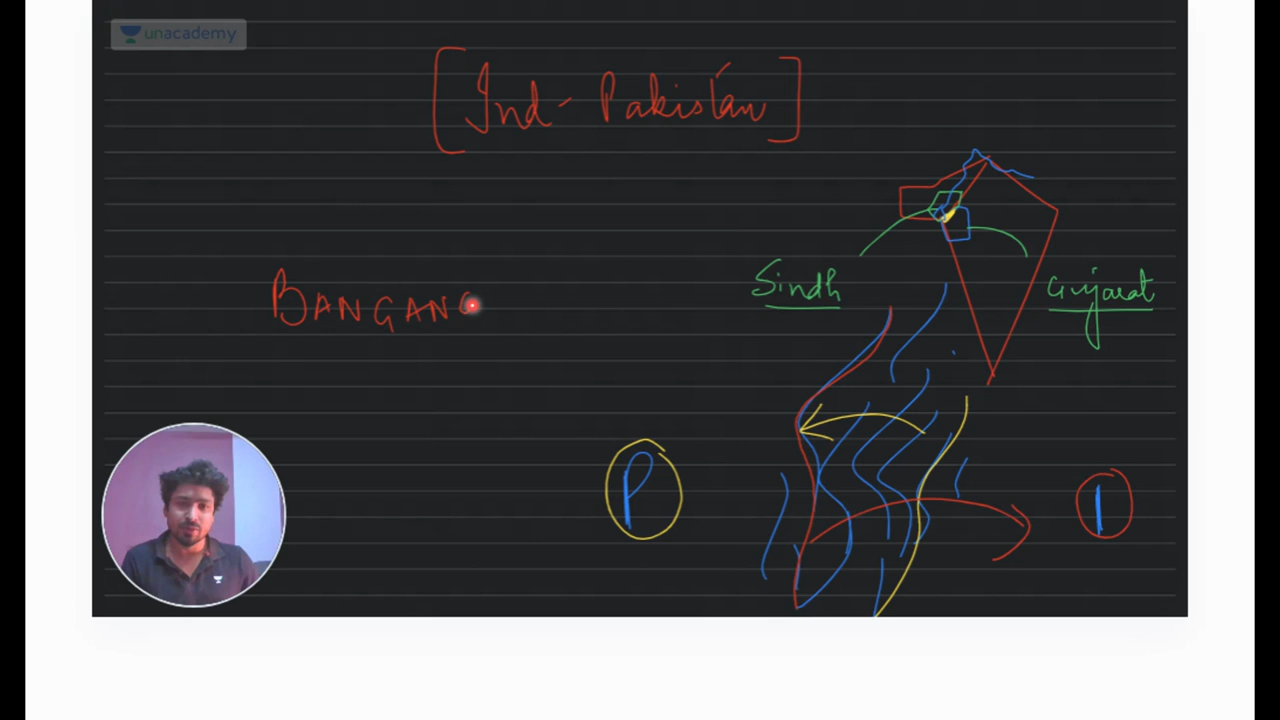 unacademy
[Ind - Pakistan]
Sindh
Gujarat
BANGANG
P
I